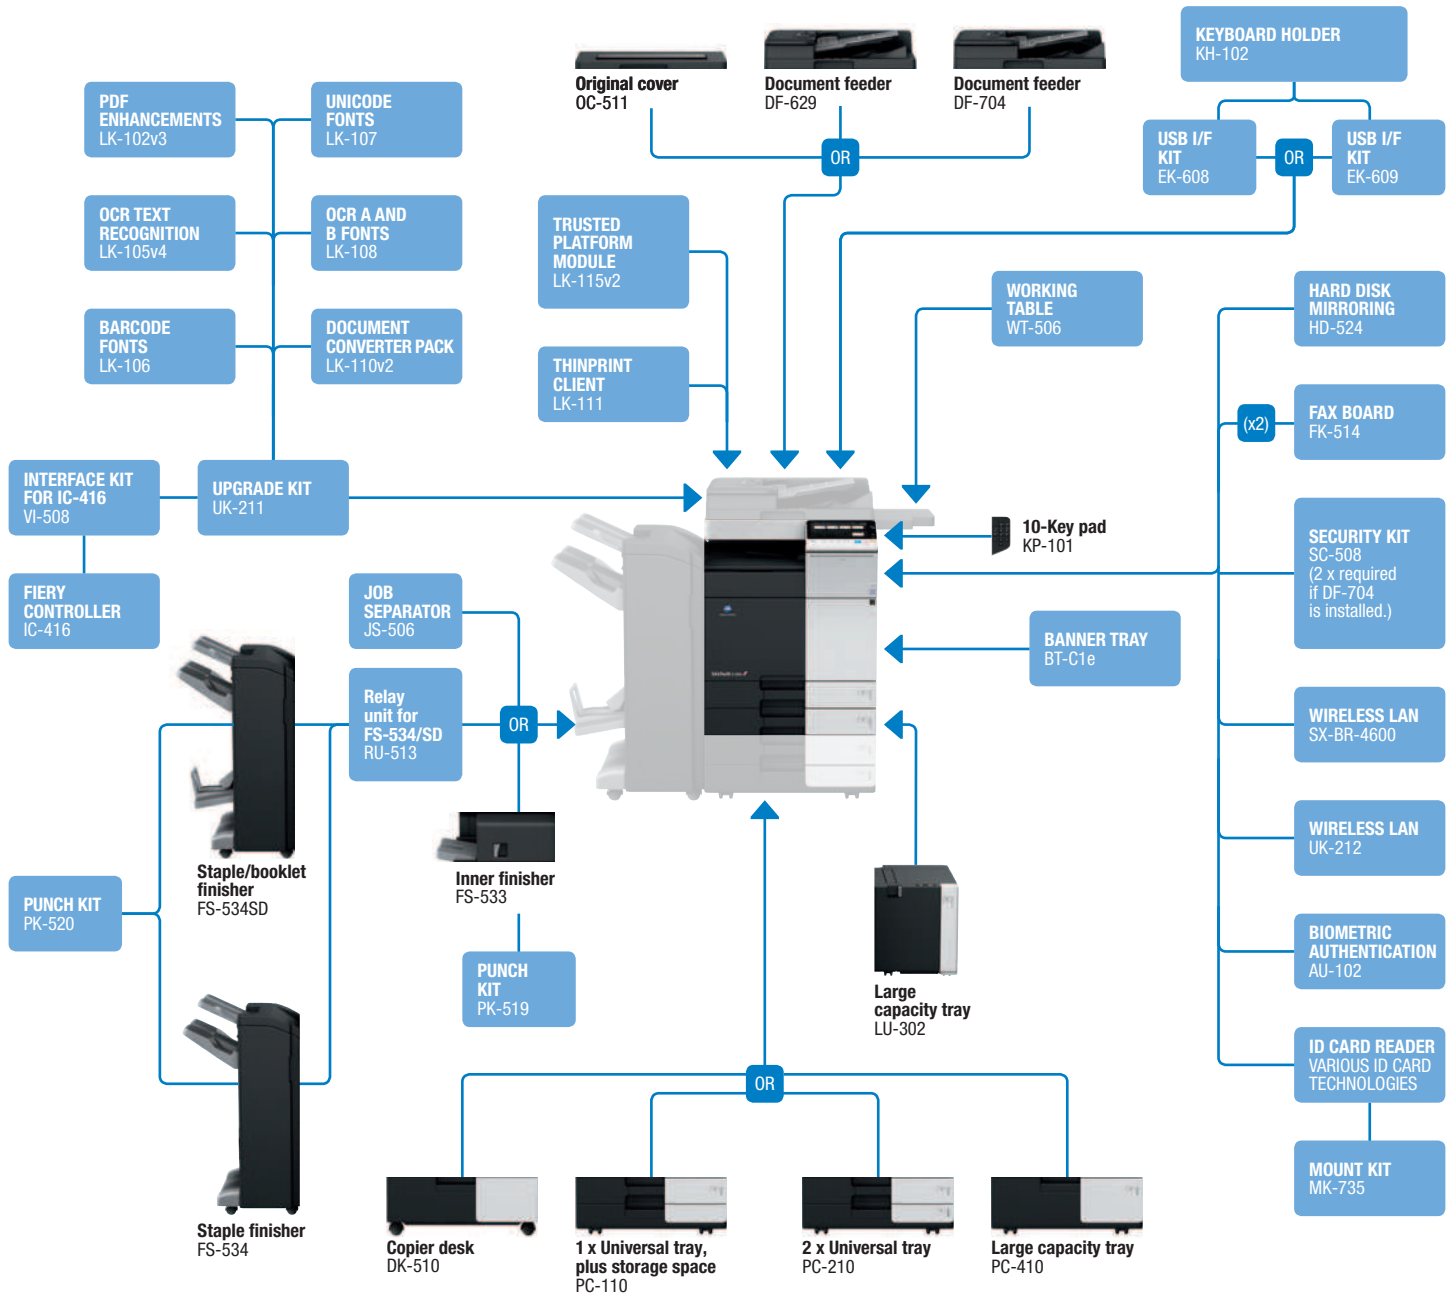 KEYBOARD HOLDER
KH-102
Original cover
OC-511
Document feeder
DF-629
Document feeder
DF-704
PDF
ENHANCEMENTS
LK-102v3
UNICODE
FONTS
LK-107
OR
USB I/F
KIT
EK-608
OR
USB I/F
KIT
EK-609
OCR TEXT
RECOGNITION
LK-105v4
OCR A AND
B FONTS
LK-108
TRUSTED
PLATFORM
MODULE
LK-115v2
WORKING
TABLE
WT-506
HARD DISK
MIRRORING
HD-524
BARCODE
FONTS
LK-106
DOCUMENT
CONVERTER PACK
LK-110v2
THINPRINT
CLIENT
LK-111
(x2)
FAX BOARD
FK-514
INTERFACE KIT
FOR IC-416
VI-508
UPGRADE KIT
UK-211
10-Key pad
KP-101
SECURITY KIT
SC-508
(2 x required
if DF-704
is installed.)
FIERY
CONTROLLER
IC-416
JOB
SEPARATOR
JS-506
BANNER TRAY
BT-C1e
Relay
unit for
FS-534/SD
RU-513
OR
WIRELESS LAN
SX-BR-4600
WIRELESS LAN
UK-212
Staple/booklet
finisher
FS-534SD
Inner finisher
FS-533
PUNCH KIT
PK-520
BIOMETRIC
AUTHENTICATION
AU-102
PUNCH
KIT
PK-519
Large
capacity tray
LU-302
ID CARD READER
VARIOUS ID CARD
TECHNOLOGIES
OR
MOUNT KIT
MK-735
Staple finisher
FS-534
Copier desk
DK-510
1 x Universal tray,
plus storage space
PC-110
2 x Universal tray
PC-210
Large capacity tray
PC-410